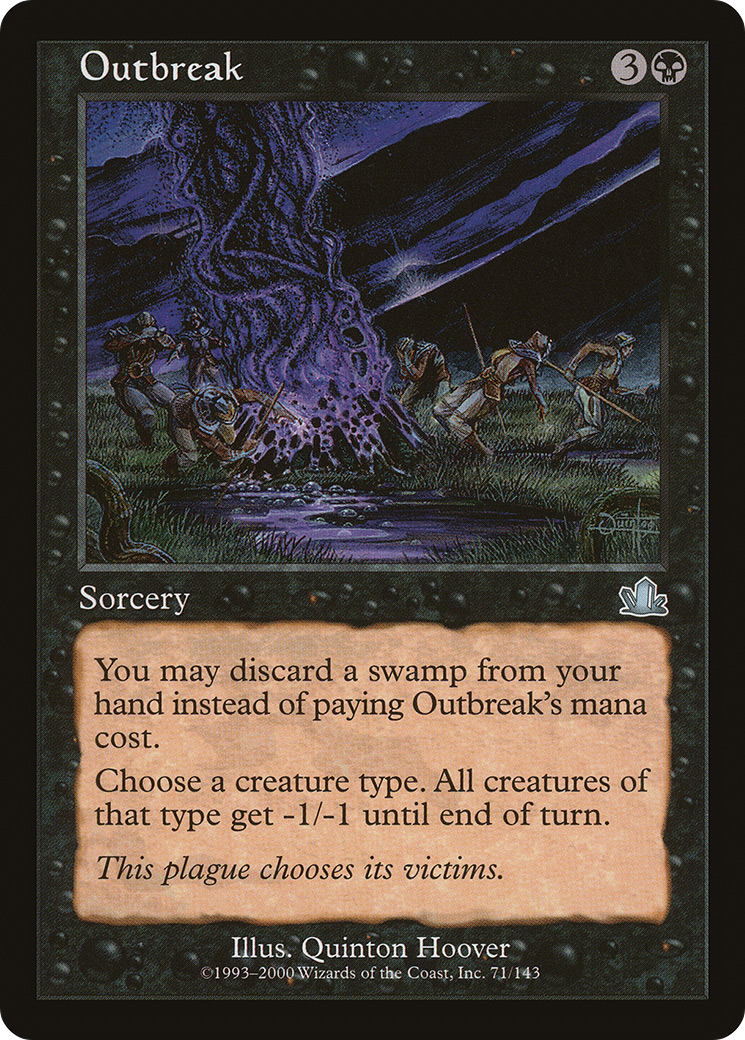 Outbreak 3
Sorcery
You may discard a swamp from your
hand instead of paying Outbreak's mana
cost.
Choose a creature type. All creatures of
that type get -1/-1 until end of turn.
This plague chooses its victims.
Illus. Quinton Hoover
©1993–2000 Wizards of the Coast, Inc. 71/143